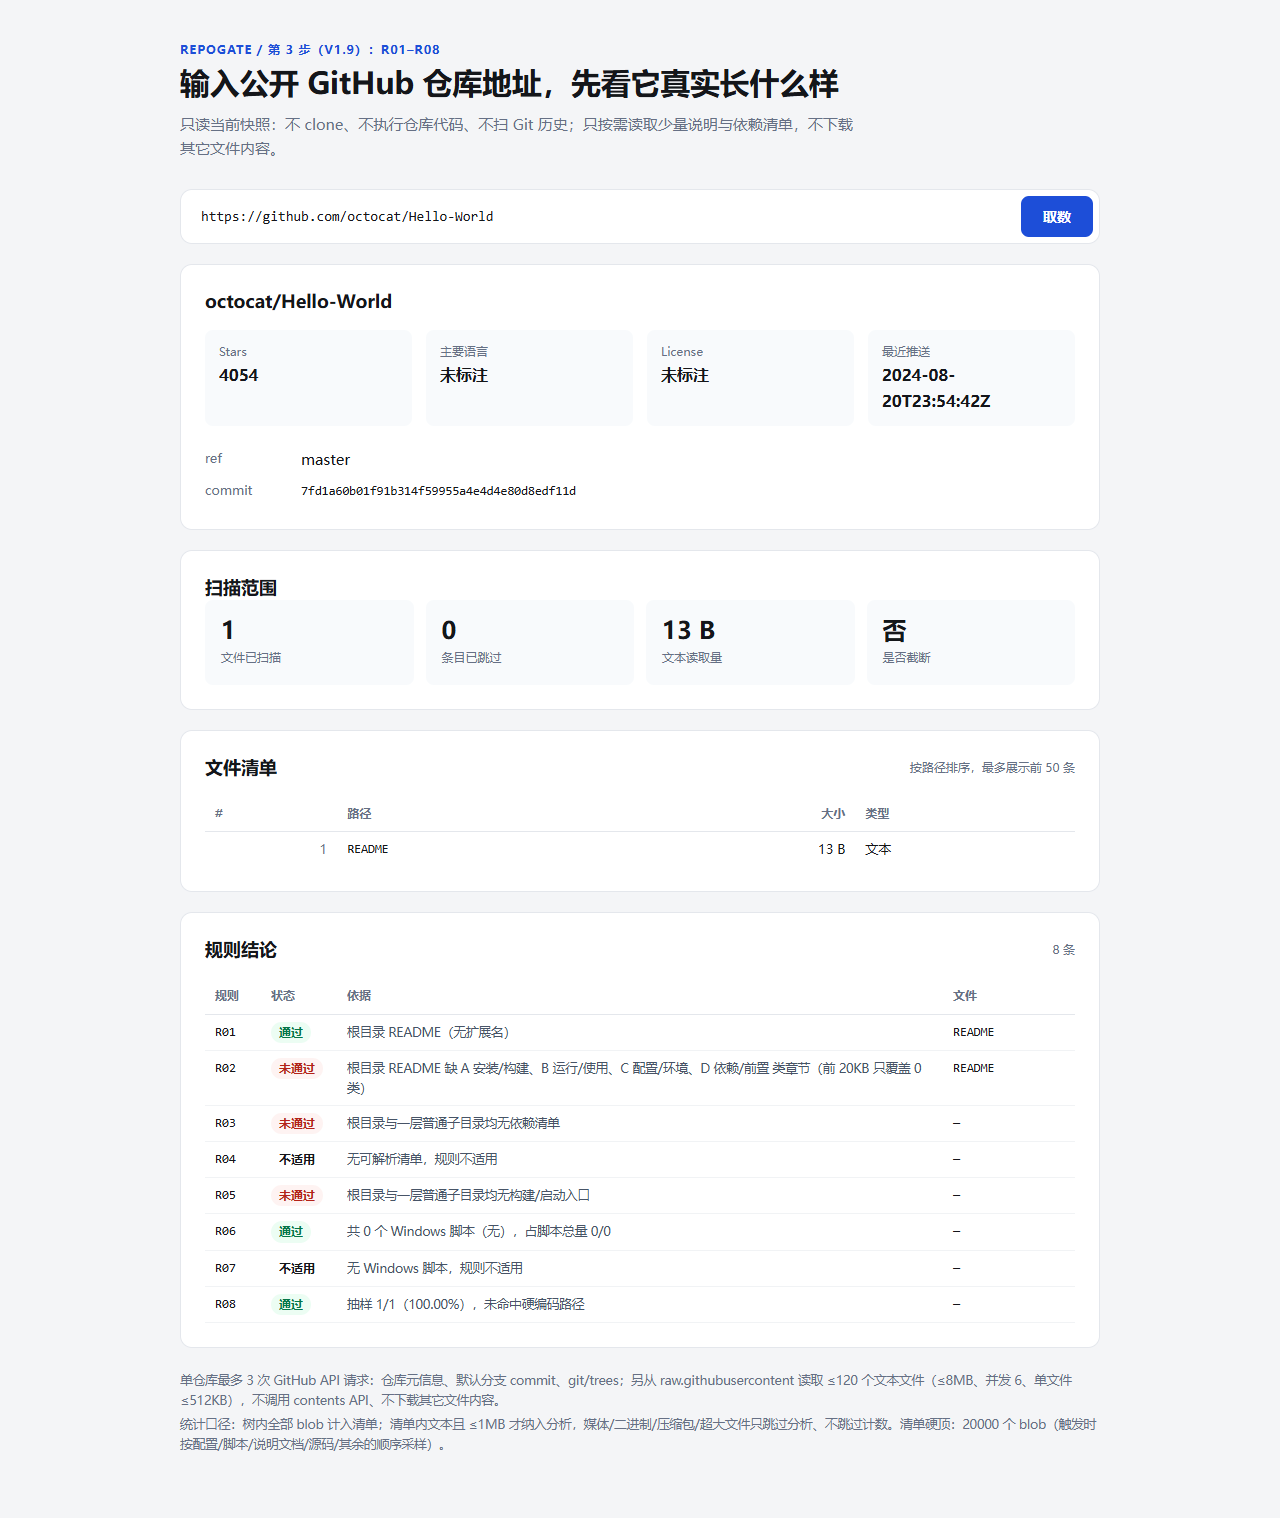 REPOGATE / 第 3 步（V1.9）：R01–R08
输入公开 GitHub 仓库地址，先看它真实长什么样
只读当前快照：不 clone、不执行仓库代码、不扫 Git 历史；只按需读取少量说明与依赖清单，不下载
其它文件内容。
https://github.com/octocat/Hello-World
取数
octocat/Hello-World
Stars
4054
主要语言
未标注
License
未标注
最近推送
2024-08-
20T23:54:42Z
ref master
commit 7fd1a60b01f91b314f59955a4e4d4e80d8edf11d
扫描范围
1
文件已扫描
0
条目已跳过
13 B
文本读取量
否
是否截断
文件清单 按路径排序，最多展示前 50 条
# 路径 大小 类型
1 README 13 B 文本
规则结论 8 条
规则 状态 依据 文件
R01 通过 根目录 README（无扩展名） README
R02 未通过 根目录 README 缺 A 安装/构建、B 运行/使用、C 配置/环境、D 依赖/前置 类章节（前 20KB 只覆盖 0 README
类）
R03 未通过 根目录与一层普通子目录均无依赖清单 –
R04 不适用 无可解析清单，规则不适用 –
R05 未通过 根目录与一层普通子目录均无构建/启动入口 –
R06 通过 共 0 个 Windows 脚本（无），占脚本总量 0/0 –
R07 不适用 无 Windows 脚本，规则不适用 –
R08 通过 抽样 1/1（100.00%），未命中硬编码路径 –
单仓库最多 3 次 GitHub API 请求：仓库元信息、默认分支 commit、git/trees；另从 raw.githubusercontent 读取 ≤120 个文本文件（≤8MB、并发 6、单文件
≤512KB），不调用 contents API、不下载其它文件内容。
统计口径：树内全部 blob 计入清单；清单内文本且 ≤1MB 才纳入分析，媒体/二进制/压缩包/超大文件只跳过分析、不跳过计数。清单硬顶：20000 个 blob（触发时
按配置/脚本/说明文档/源码/其余的顺序采样）。